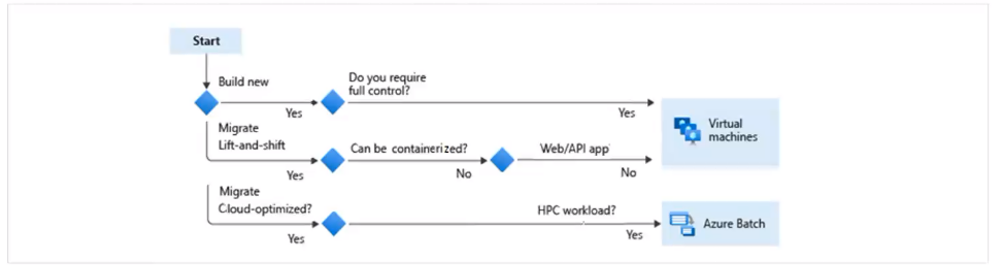 Start
Build new
Yes
Do you require
full control?
Yes
Virtual
machines
Migrate
Lift-and-shift
Yes
Can be containerized?
No
Web/API app
No
Migrate
Cloud-optimized?
Yes
HPC workload?
Yes
Azure Batch